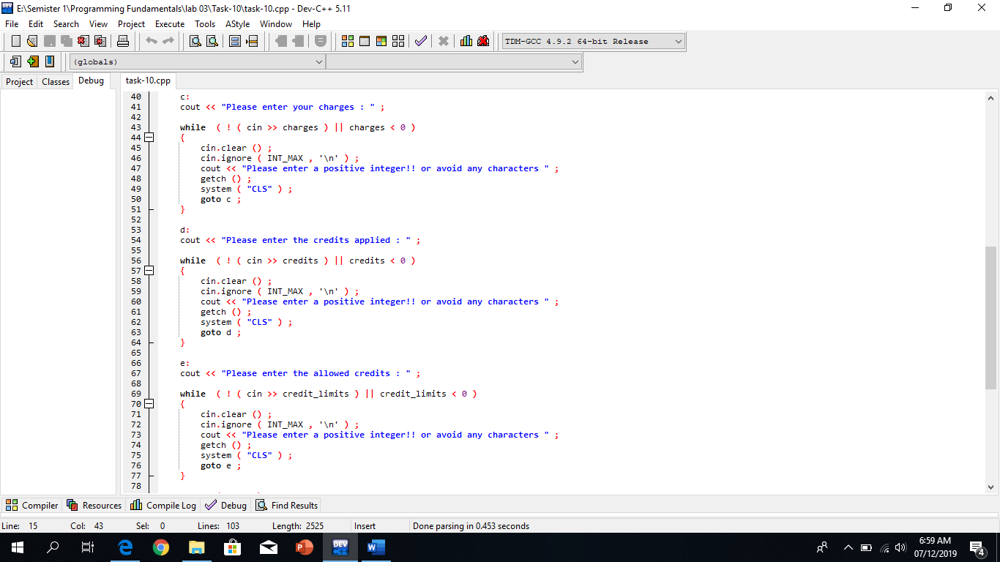 E:\Semister 1\Programming Fundamentals\lab 03\Task-10\task-10.cpp - Dev-C++ 5.11
File Edit Search View Project Execute Tools AStyle Window Help
TDM-GCC 4.9.2 64-bit Release
(globals)
Project Classes Debug task-10.cpp
40 c:
41 cout << "Please enter your charges : " ;
42
43 while ( ! ( cin >> charges ) || charges < 0 )
44 {
45 cin.clear () ;
46 cin.ignore ( INT_MAX , '\n' ) ;
47 cout << "Please enter a positive integer!! or avoid any characters " ;
48 getch () ;
49 system ( "CLS" ) ;
50 goto c ;
51 }
52
53 d:
54 cout << "Please enter the credits applied : " ;
55
56 while ( ! ( cin >> credits ) || credits < 0 )
57 {
58 cin.clear () ;
59 cin.ignore ( INT_MAX , '\n' ) ;
60 cout << "Please enter a positive integer!! or avoid any characters " ;
61 getch () ;
62 system ( "CLS" ) ;
63 goto d ;
64 }
65
66 e:
67 cout << "Please enter the allowed credits : " ;
68
69 while ( ! ( cin >> credit_limits ) || credit_limits < 0 )
70 {
71 cin.clear () ;
72 cin.ignore ( INT_MAX , '\n' ) ;
73 cout << "Please enter a positive integer!! or avoid any characters " ;
74 getch () ;
75 system ( "CLS" ) ;
76 goto e ;
77 }
78
Compiler Resources Compile Log Debug Find Results
Line: 15 Col: 43 Sel: 0 Lines: 103 Length: 2525 Insert Done parsing in 0.453 seconds
DEV W
6:59 AM
07/12/2019
4